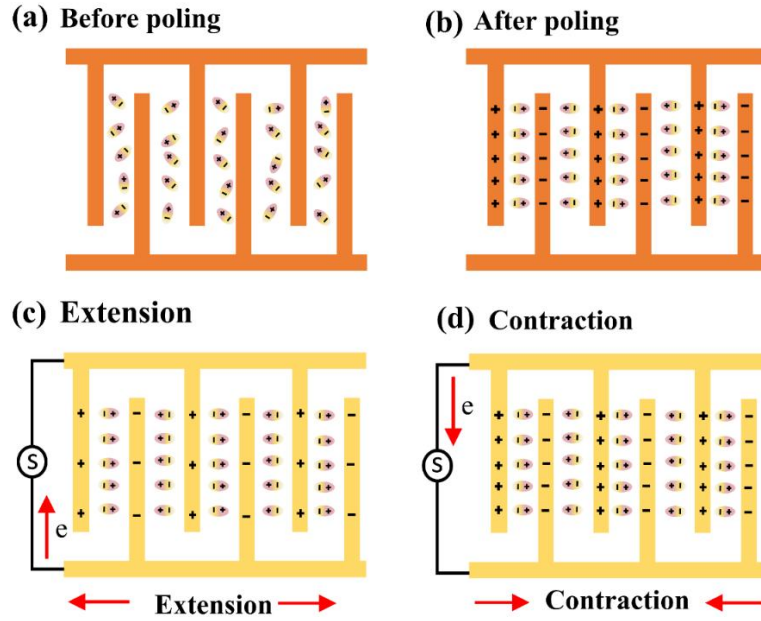 (a) Before poling
(b) After poling
(c) Extension
(d) Contraction
S
e
e
S
Extension
Contraction